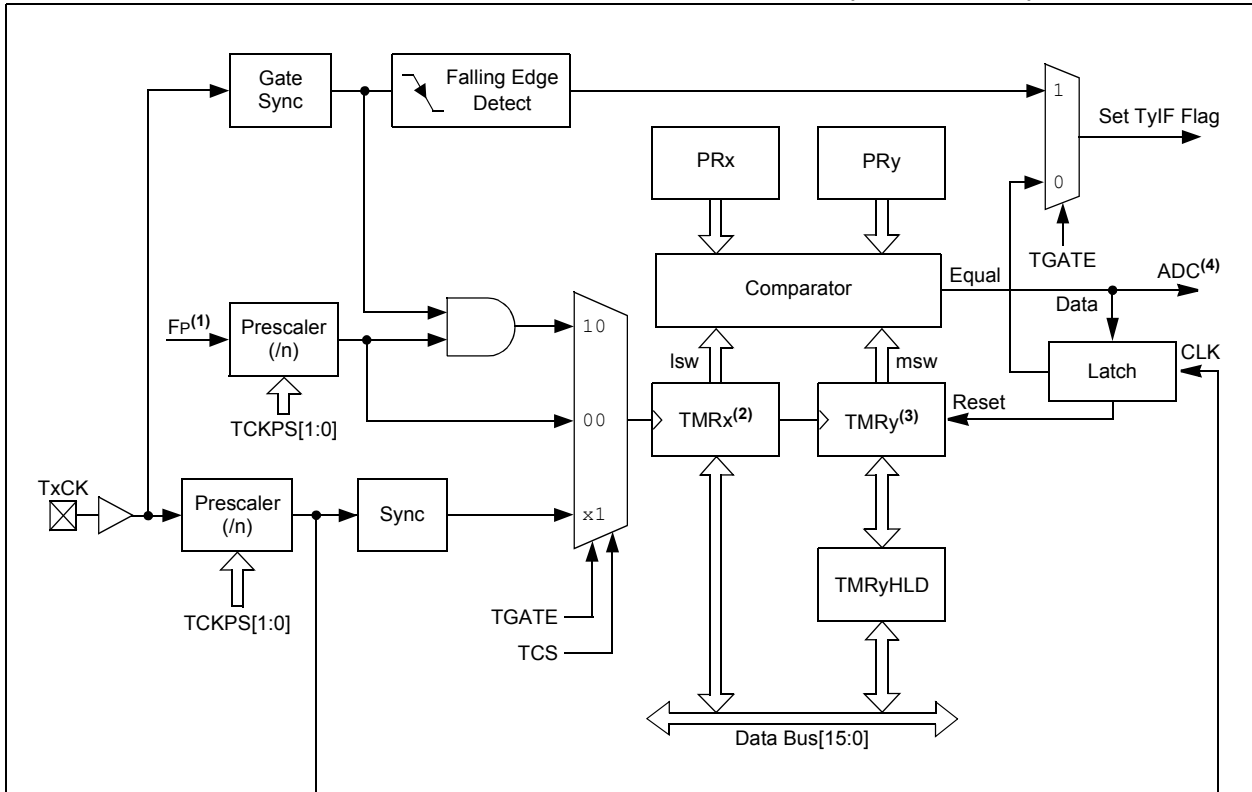 Gate
Sync
Falling Edge
Detect
1
Set TyIF Flag
PRx
PRy
0
TGATE
Comparator
Equal
ADC(4)
Data
FP(1)
Prescaler
(/n)
10
lsw
msw
CLK
Latch
TCKPS[1:0]
00
TMRx(2)
TMRy(3)
Reset
TxCK
Prescaler
(/n)
Sync
x1
TMRyHLD
TCKPS[1:0]
TGATE
TCS
Data Bus[15:0]